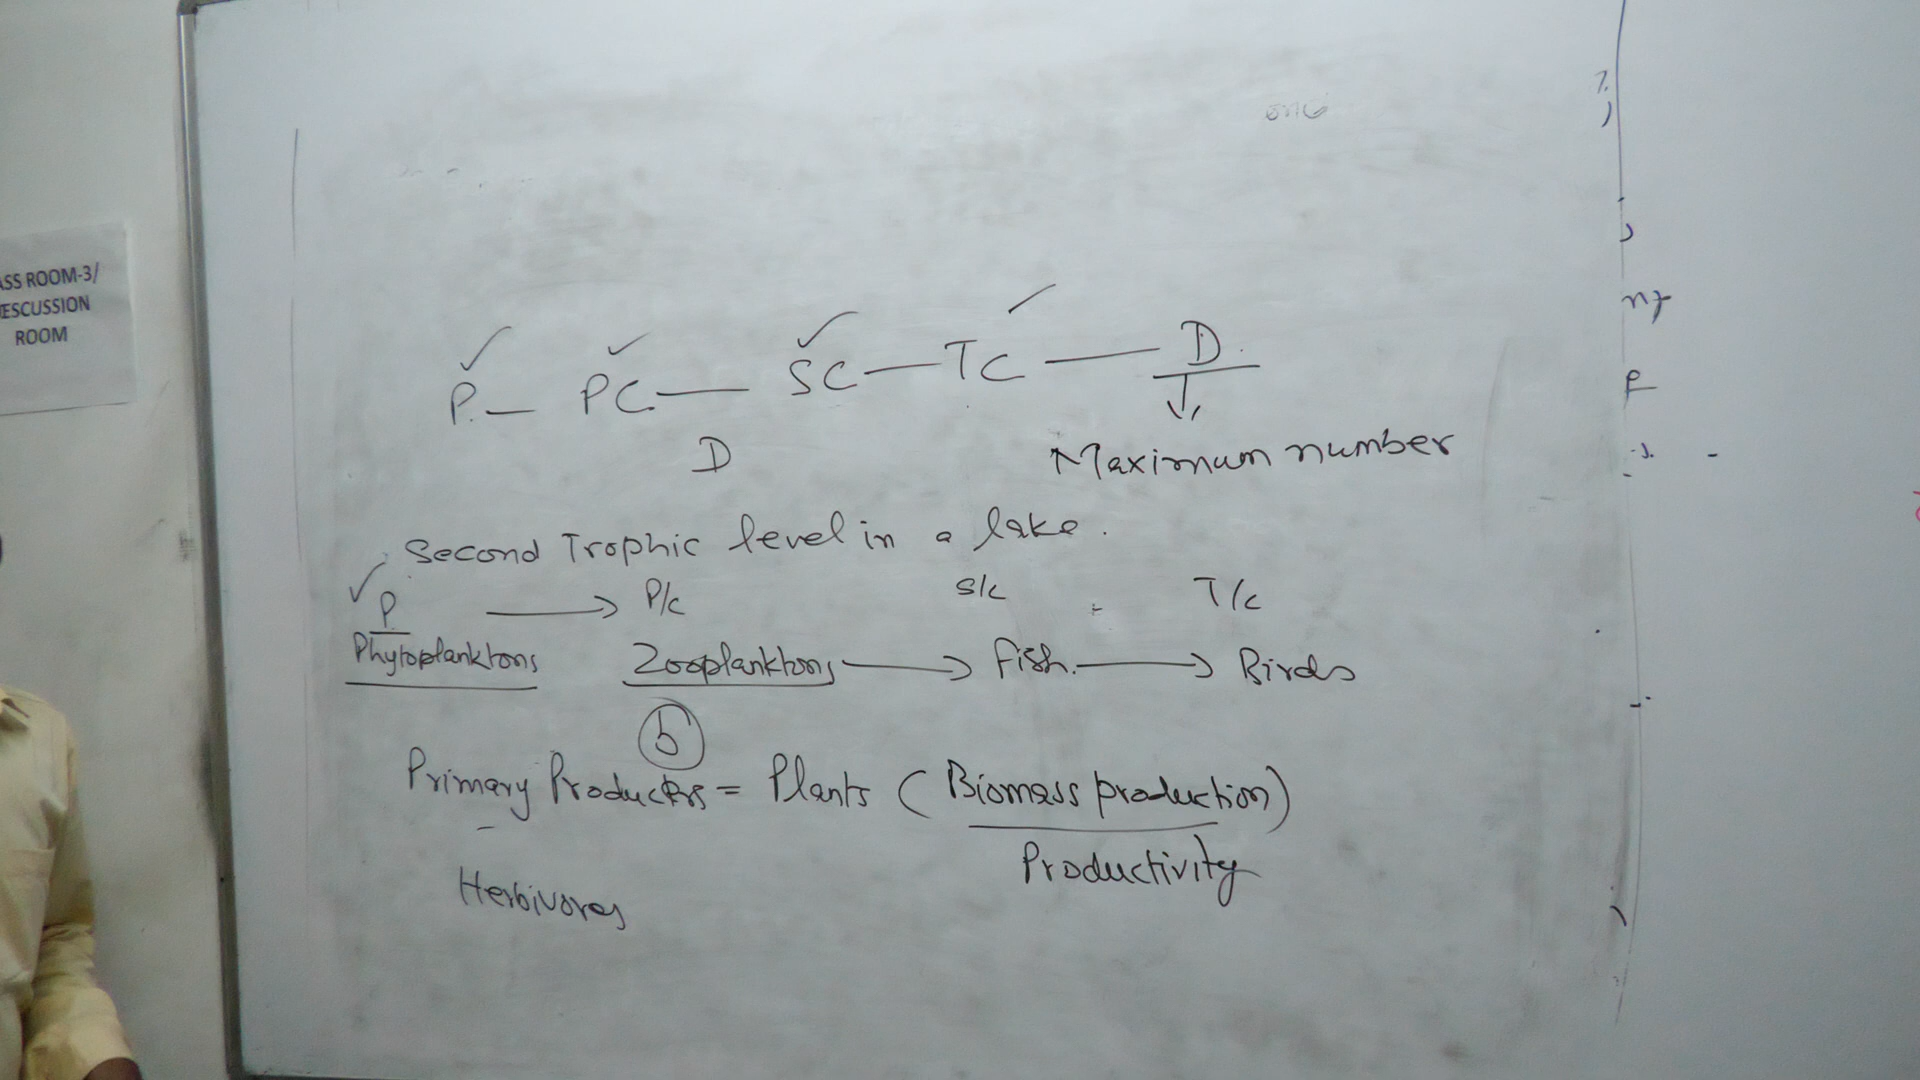 ASS ROOM-3/
ESCUSSION
ROOM
P. — PC — SC — TC — D.
D
Maximum number
Second Trophic level in a lake.
P → P/c S/c T/c
Phytoplanktons Zooplanktons → Fish. → Birds
b
Primary Producers = Plants (Biomass production)
Productivity
Herbivores